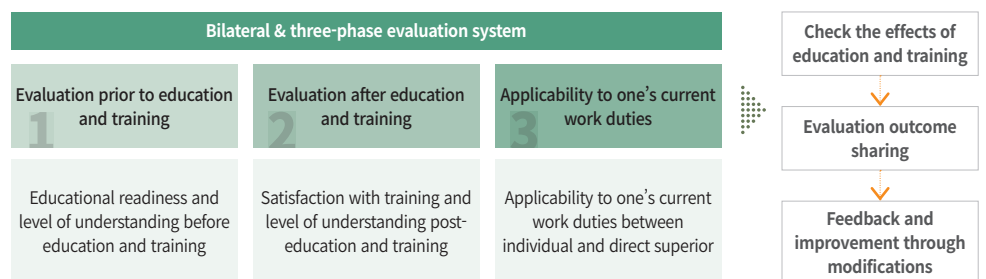 Bilateral & three-phase evaluation system
Evaluation prior to education
and training
1
Evaluation after education
and training
2
Applicability to one's current
work duties
3
Educational readiness and
level of understanding before
education and training
Satisfaction with training and
level of understanding post-
education and training
Applicability to one's current
work duties between
individual and direct superior
Check the effects of
education and training
Evaluation outcome
sharing
Feedback and
improvement through
modifications